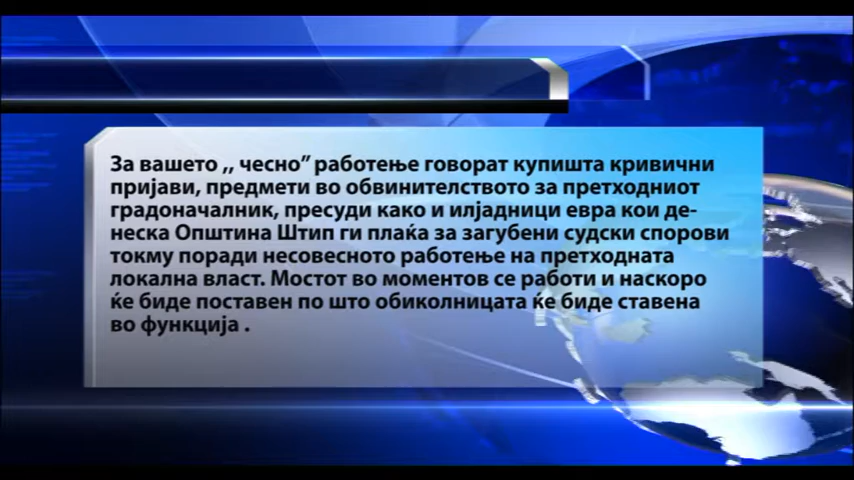 За вашето ,, чесно” работење говорат купишта кривични
пријави, предмети во обвинителството за претходниот
градоначалник, пресуди како и илјадници евра кои де-
неска Општина Штип ги плаќа за загубени судски спорови
токму поради несовесното работење на претходната
локална власт. Мостот во моментов се работи и наскоро
ќе биде поставен по што обиколницата ќе биде ставена
во функција .